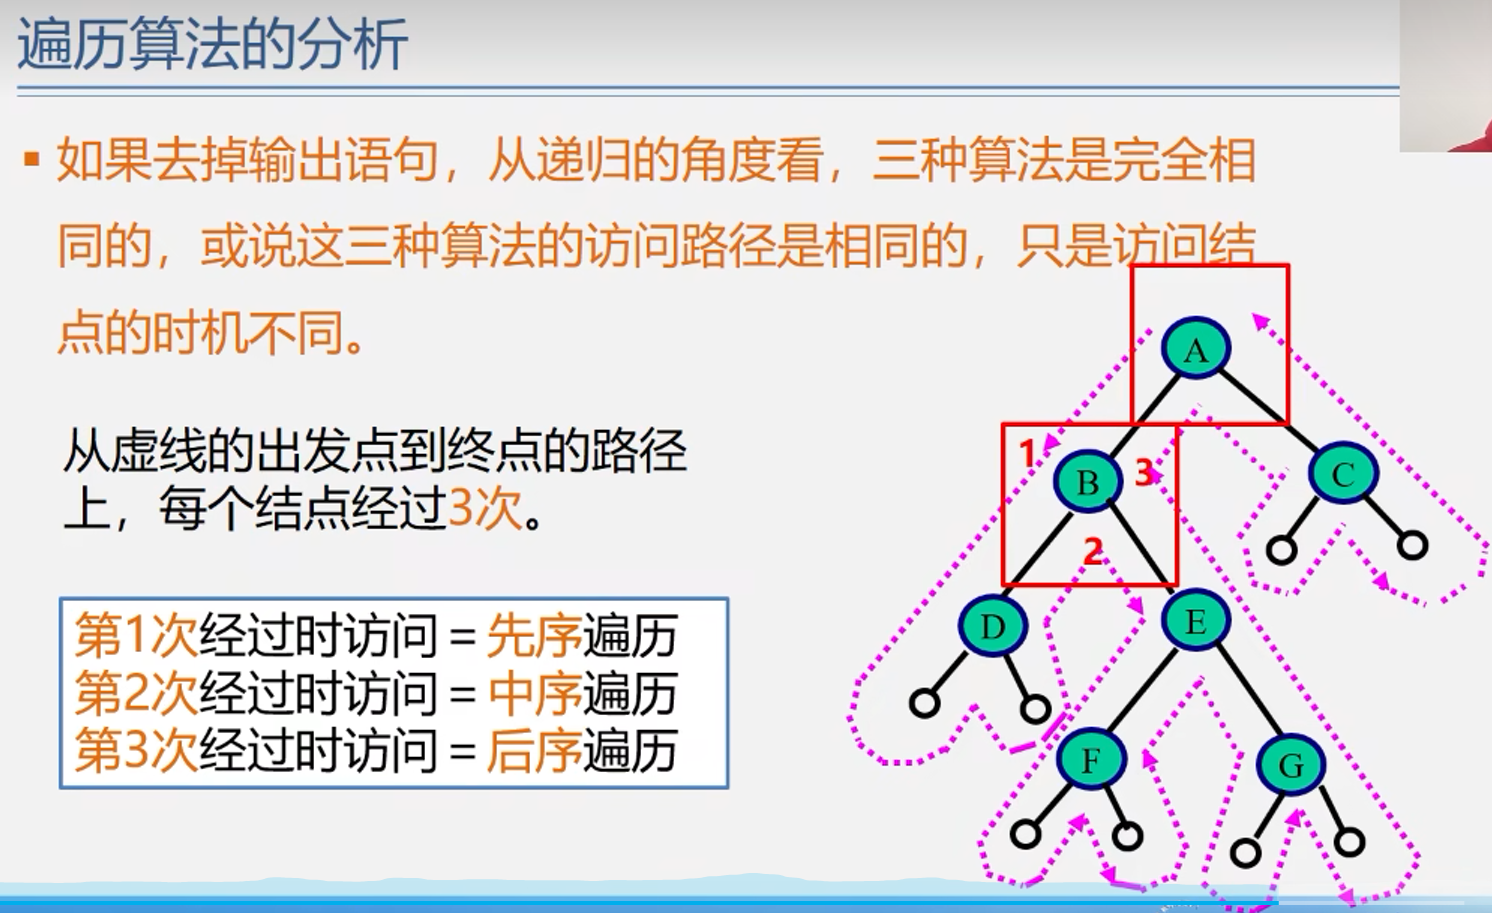 遍历算法的分析
▪ 如果去掉输出语句，从递归的角度看，三种算法是完全相
同的，或说这三种算法的访问路径是相同的，只是访问结
点的时机不同。
从虚线的出发点到终点的路径
上，每个结点经过3次。
第1次经过时访问 = 先序遍历
第2次经过时访问 = 中序遍历
第3次经过时访问 = 后序遍历
A
1
B
3
C
2
D
E
F
G